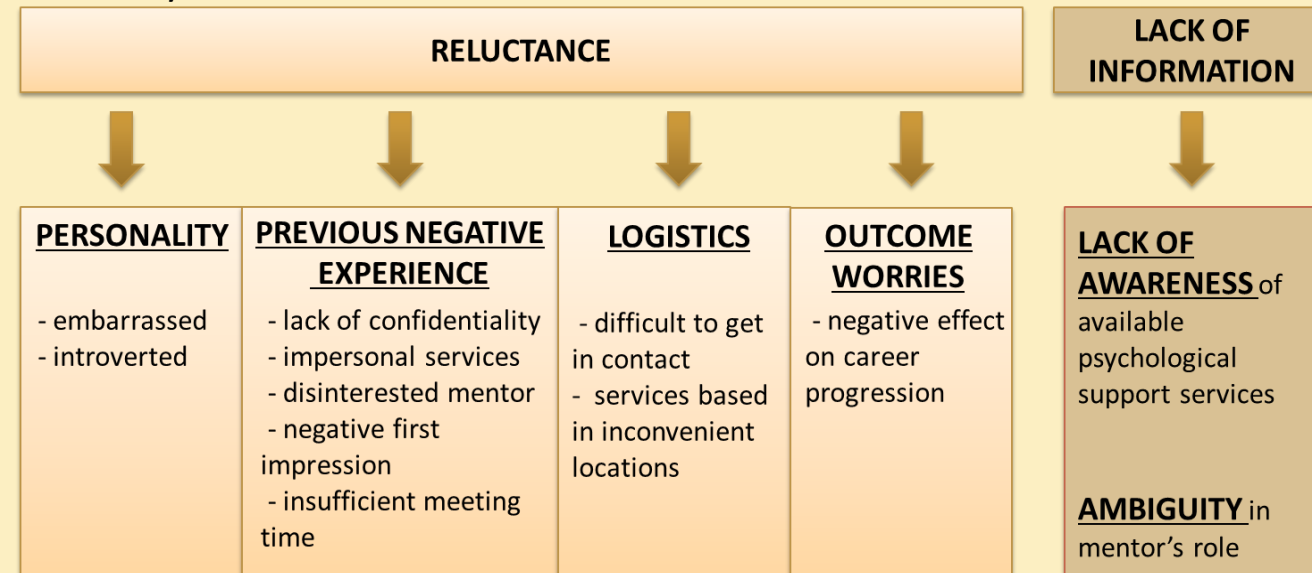 RELUCTANCE
LACK OF
INFORMATION
PERSONALITY
- embarrassed
- introverted
PREVIOUS NEGATIVE
EXPERIENCE
- lack of confidentiality
- impersonal services
- disinterested mentor
- negative first
impression
- insufficient meeting
time
LOGISTICS
- difficult to get
in contact
- services based
in inconvenient
locations
OUTCOME
WORRIES
- negative effect
on career
progression
LACK OF
AWARENESS of
available
psychological
support services
AMBIGUITY in
mentor’s role